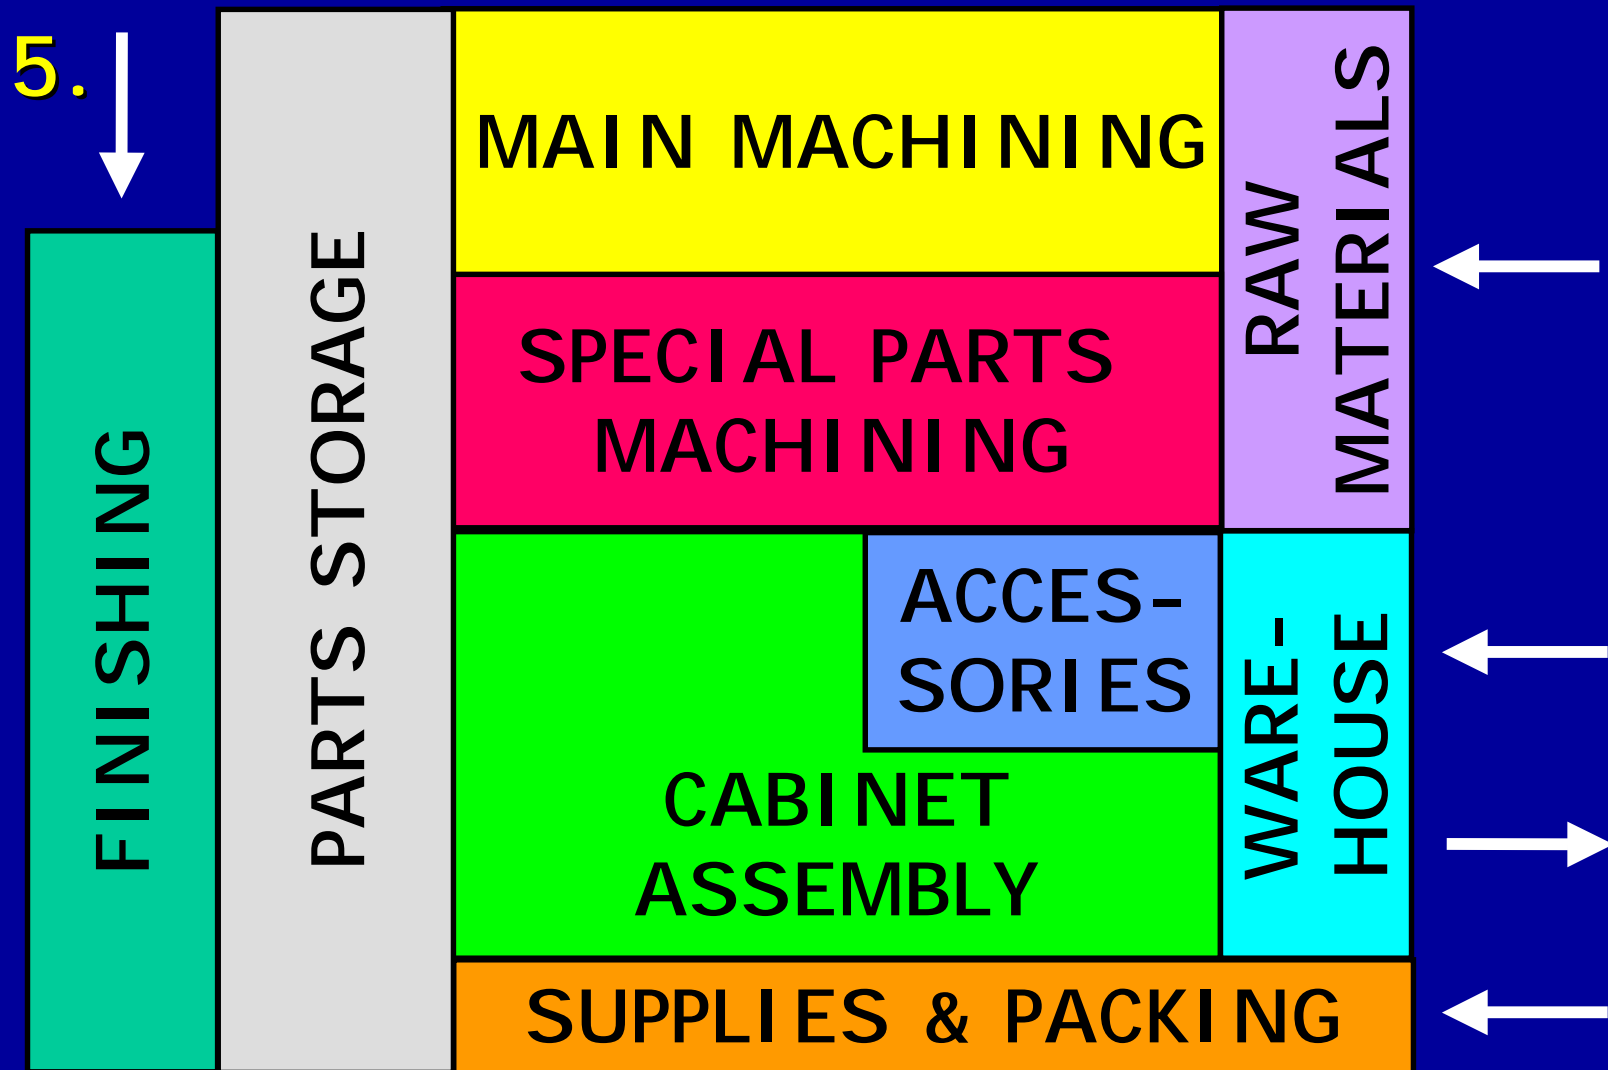 5.
FINISHING
PARTS STORAGE
MAIN MACHINING
SPECIAL PARTS
MACHINING
RAW
MATERIALS
ACCES-
SORIES
CABINET
ASSEMBLY
WARE-
HOUSE
SUPPLIES & PACKING